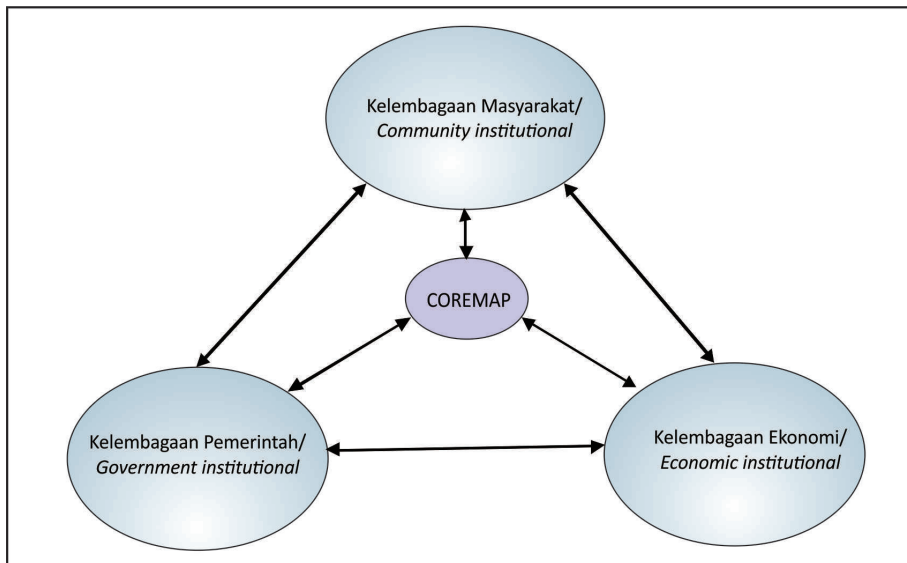 Kelembagaan Masyarakat/
Community institutional
COREMAP
Kelembagaan Pemerintah/
Government institutional
Kelembagaan Ekonomi/
Economic institutional